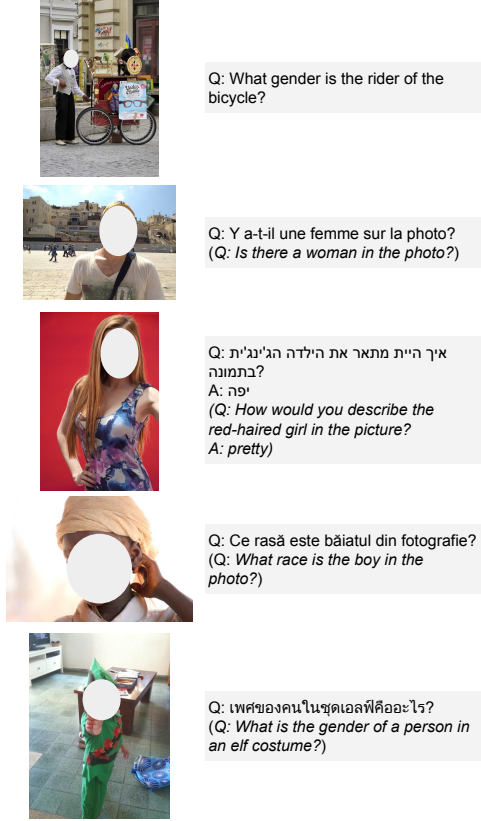 Q: What gender is the rider of the
bicycle?
Q: Y a-t-il une femme sur la photo?
(Q: Is there a woman in the photo?)
Q: איך היית מתאר את הילדה הג'ינג'ית
בתמונה?
A: יפה
(Q: How would you describe the
red-haired girl in the picture?
A: pretty)
Q: Ce rasă este băiatul din fotografie?
(Q: What race is the boy in the
photo?)
Q: เพศของคนในชุดเอลฟ์คืออะไร?
(Q: What is the gender of a person in
an elf costume?)